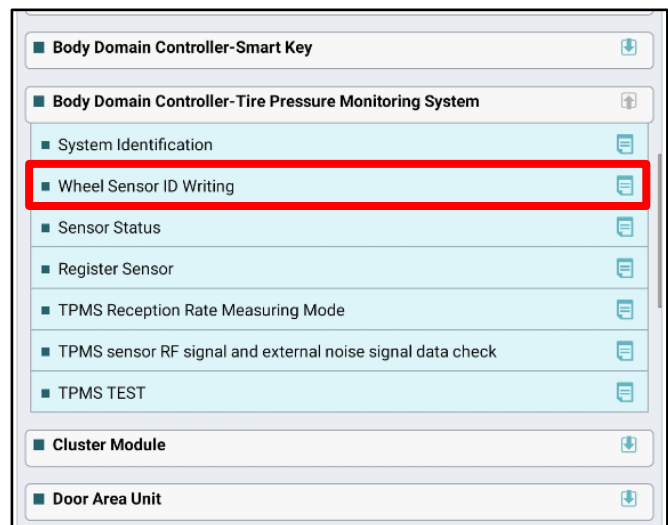 Body Domain Controller-Smart Key
Body Domain Controller-Tire Pressure Monitoring System
System Identification
Wheel Sensor ID Writing
Sensor Status
Register Sensor
TPMS Reception Rate Measuring Mode
TPMS sensor RF signal and external noise signal data check
TPMS TEST
Cluster Module
Door Area Unit